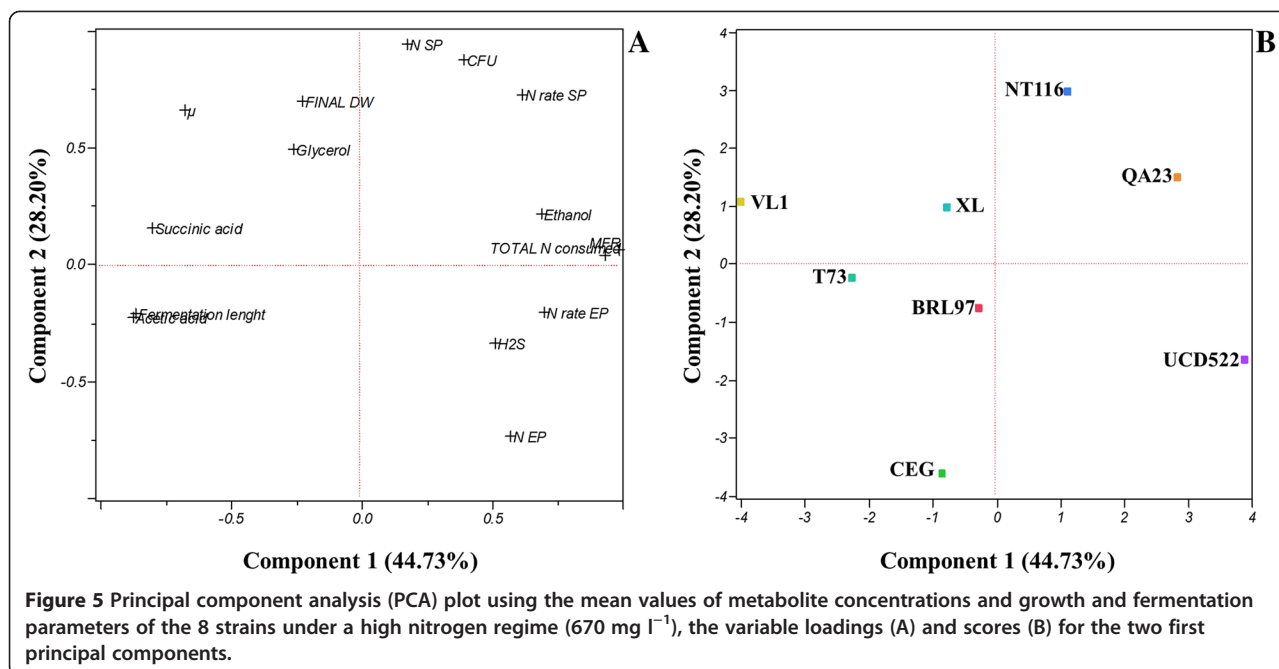 A
N SP
CFU
N rate SP
FINAL DW
µ
Glycerol
Ethanol
Succinic acid
MFR
TOTAL N consumed
Fermentation lenght
Acetic acid
N rate EP
H2S
N EP
0.5
0.0
-0.5
-0.5
0.0
0.5
Component 2 (28.20%)
Component 1 (44.73%)
B
NT116
QA23
VL1
XL
T73
BRL97
UCD522
CEG
4
3
2
1
0
-1
-2
-3
-4
-4
-3
-2
-1
0
1
2
3
4
Component 2 (28.20%)
Component 1 (44.73%)
Figure 5 Principal component analysis (PCA) plot using the mean values of metabolite concentrations and growth and fermentation
parameters of the 8 strains under a high nitrogen regime (670 mg l⁻¹), the variable loadings (A) and scores (B) for the two first
principal components.